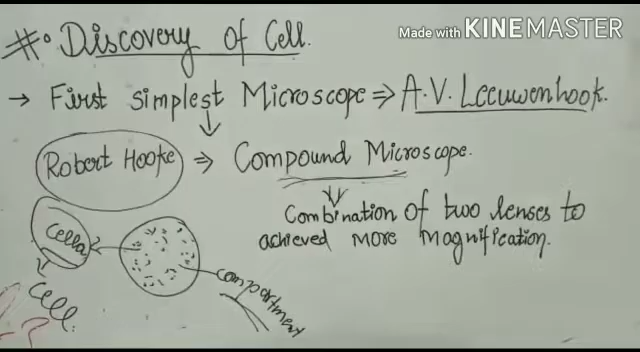 #° Discovery of Cell.
Made with KINEMASTER
→ First simplest Microscope ⇒ A.V. Leeuwenhook.
Robert Hooke ⇒ Compound Microscope.
Combination of two lenses to
achieved more magnification.
Cella
compartment
Cell.